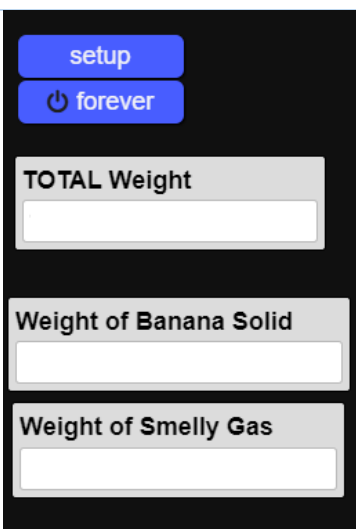 setup
forever
TOTAL Weight
Weight of Banana Solid
Weight of Smelly Gas